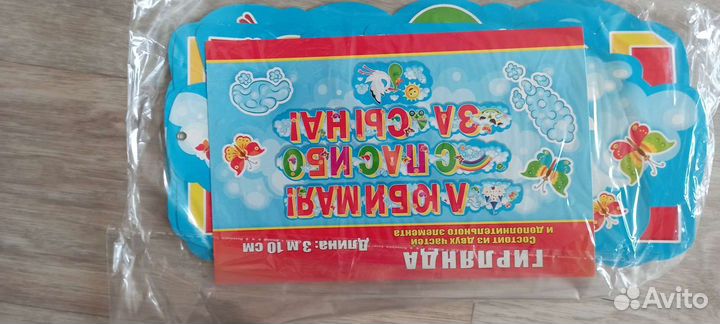 ГИРЛЯНДА
Состоит из двух частей
и дополнительного элемента
Длина: 3 м 10 см
ЛЮБИМАЯ!
СПАСИБО
ЗА СЫНА!
Avito